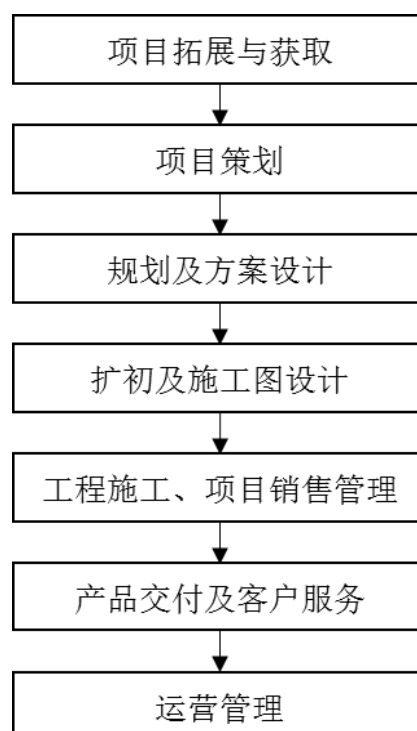 项目拓展与获取
项目策划
规划及方案设计
扩初及施工图设计
工程施工、项目销售管理
产品交付及客户服务
运营管理